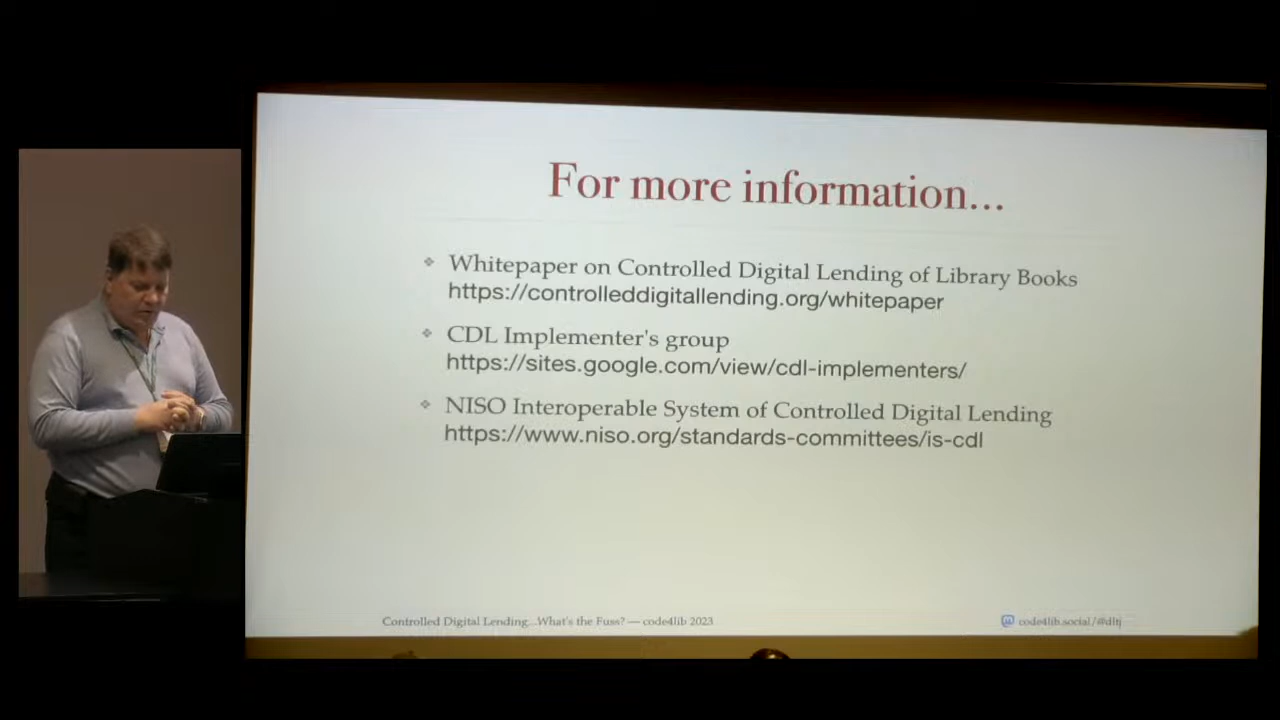 For more information...
Whitepaper on Controlled Digital Lending of Library Books
https://controlleddigitallending.org/whitepaper
CDL Implementer's group
https://sites.google.com/view/cdl-implementers/
NISO Interoperable System of Controlled Digital Lending
https://www.niso.org/standards-committees/is-cdl
Controlled Digital Lending...What's the Fuss? — code4lib 2023
code4lib.social/@dltj